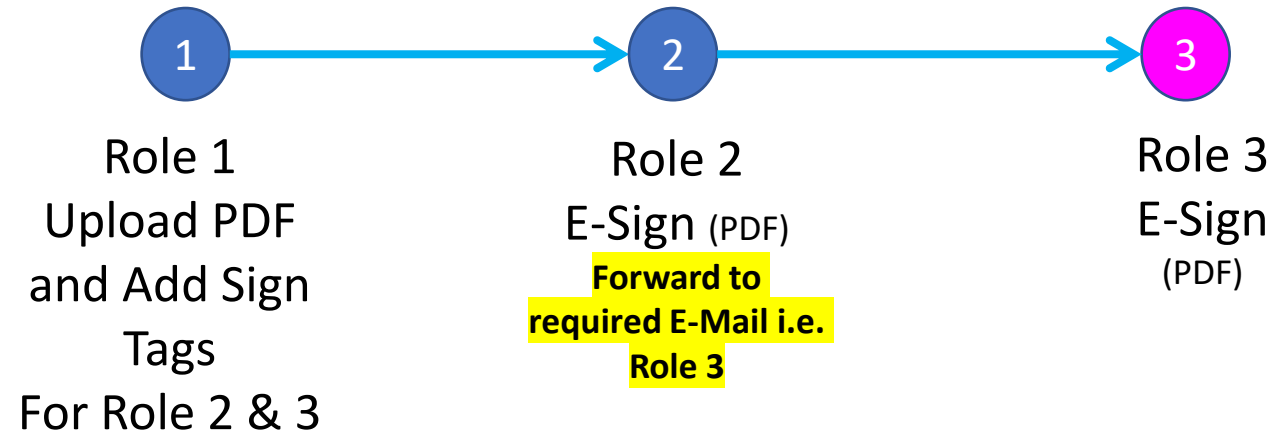 1
2
3
Role 1
Upload PDF
and Add Sign
Tags
For Role 2 & 3
Role 2
E-Sign (PDF)
Forward to
required E-Mail i.e.
Role 3
Role 3
E-Sign
(PDF)